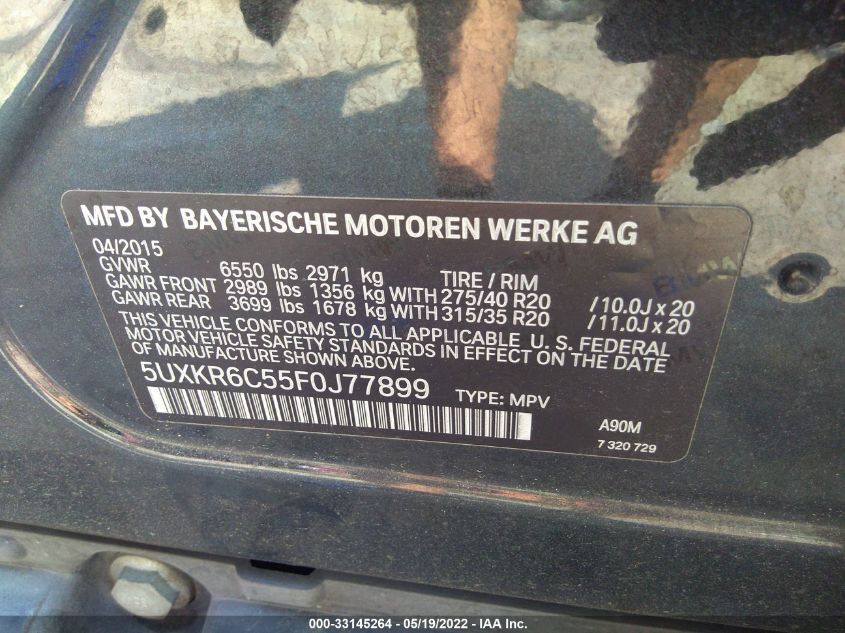 MFD BY BAYERISCHE MOTOREN WERKE AG
04/2015
GVWR 6550 lbs 2971 kg TIRE / RIM
GAWR FRONT 2989 lbs 1356 kg WITH 275/40 R20 /10.0J x 20
GAWR REAR 3699 lbs 1678 kg WITH 315/35 R20 /11.0J x 20
THIS VEHICLE CONFORMS TO ALL APPLICABLE U. S. FEDERAL
MOTOR VEHICLE SAFETY STANDARDS IN EFFECT ON THE DATE
OF MANUFACTURE SHOWN ABOVE.
5UXKR6C55F0J77899 TYPE: MPV
A90M
7 320 729
000-33145264 - 05/19/2022 - IAA Inc.